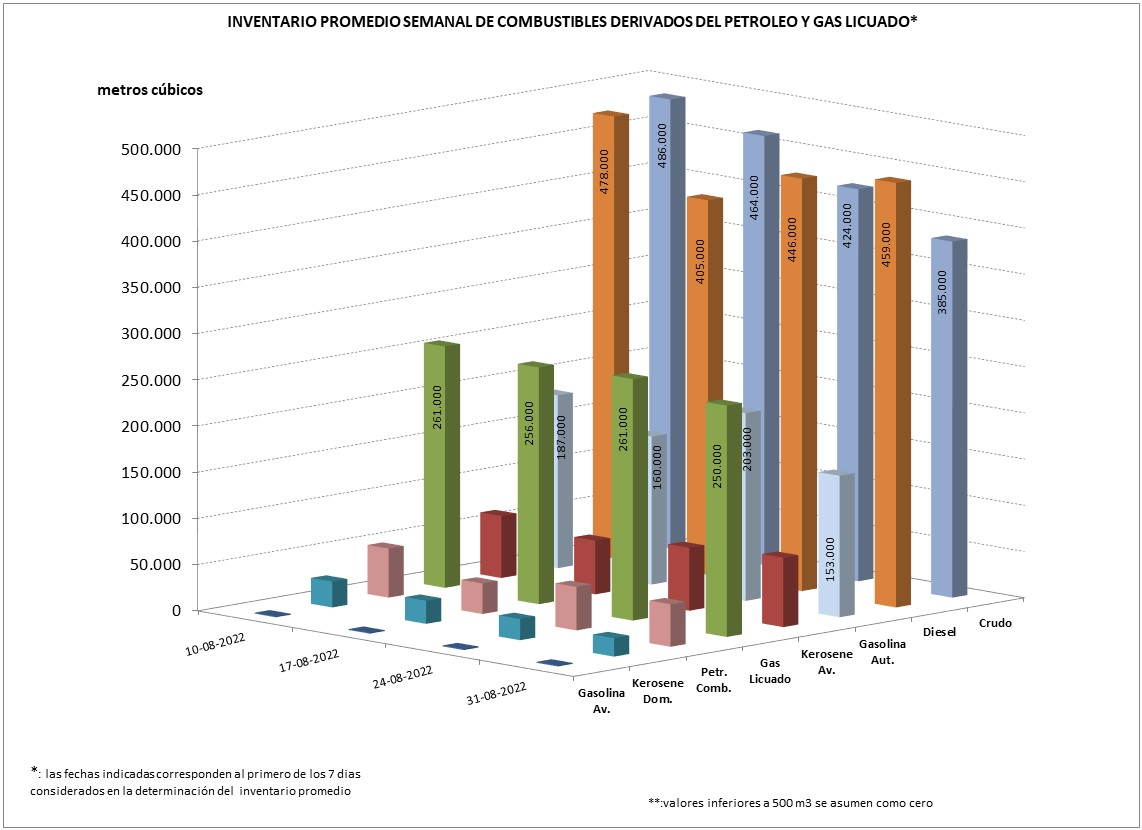 INVENTARIO PROMEDIO SEMANAL DE COMBUSTIBLES DERIVADOS DEL PETROLEO Y GAS LICUADO*
metros cúbicos
500.000
450.000
400.000
350.000
300.000
250.000
200.000
150.000
100.000
50.000
0
478.000
486.000
405.000
464.000
446.000
424.000
459.000
385.000
261.000
256.000
187.000
261.000
160.000
250.000
203.000
153.000
10-08-2022
17-08-2022
24-08-2022
31-08-2022
Gasolina
Av.
Kerosene
Dom.
Petr.
Comb.
Gas
Licuado
Kerosene
Av.
Gasolina
Aut.
Diesel
Crudo
*: las fechas indicadas corresponden al primero de los 7 dias
considerados en la determinación del inventario promedio
**:valores inferiores a 500 m3 se asumen como cero